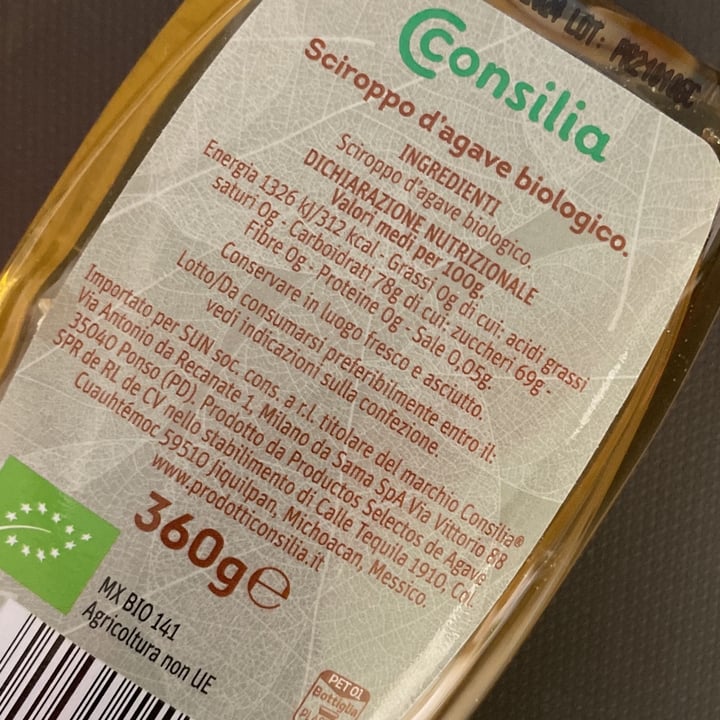 LOT:
Consilia
Sciroppo d'agave biologico.
INGREDIENTI
Sciroppo d'agave biologico.
DICHIARAZIONE NUTRIZIONALE
Valori medi per 100g:
Energia 1326 kJ/312 kcal - Grassi 0g di cui: acidi grassi
saturi 0g - Carboidrati 78g di cui: zuccheri 69g -
Fibre 0g - Proteine 0g - Sale 0,05g.
Conservare in luogo fresco e asciutto.
Lotto/Da consumarsi preferibilmente entro il:
vedi indicazioni sulla confezione.
Importato per SUN soc. cons. a r.l. titolare del marchio Consilia®
Via Antonio da Recanate 1, Milano da Sama SpA Via Vittorio 88
35040 Ponso (PD). Prodotto da Productos Selectos de Agave
SPR de RL de CV nello stabilimento di Calle Tequila 1910, Col.
Cuauhtémoc 59510 Jiquilpan, Michoacan, Messico.
www.prodotticonsilia.it
360g e
MX BIO 141
Agricoltura non UE
PET 01
Bottiglia